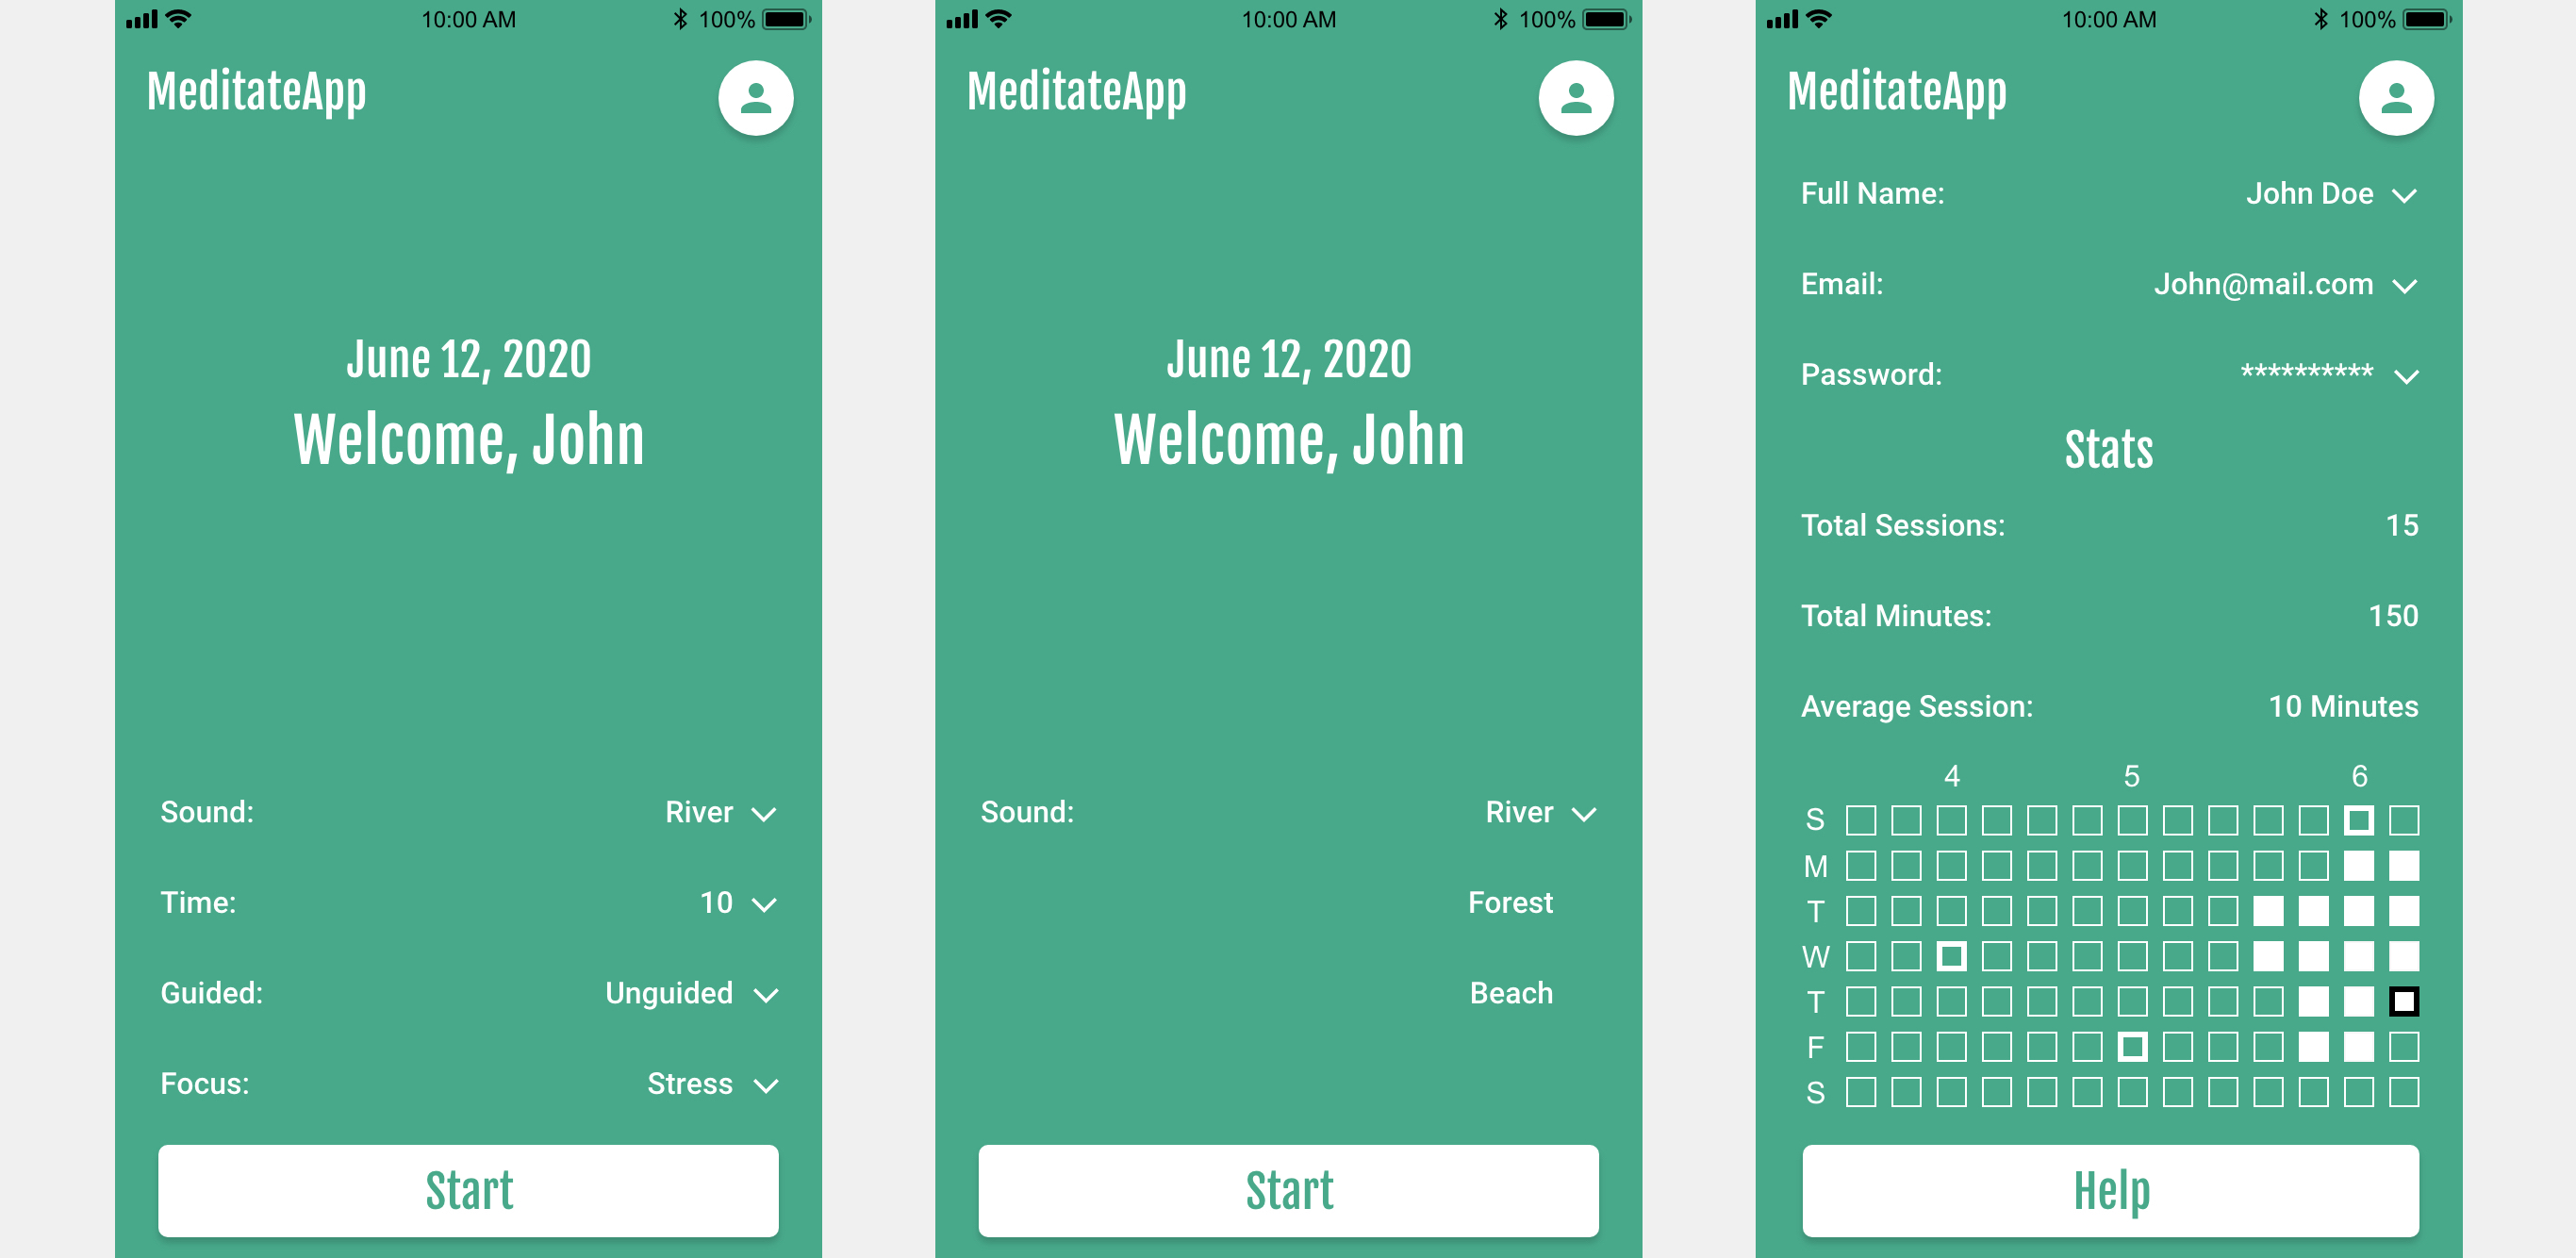 10:00 AM
100%
MeditateApp
June 12, 2020
Welcome, John
Sound: River
Time: 10
Guided: Unguided
Focus: Stress
Start
10:00 AM
100%
MeditateApp
June 12, 2020
Welcome, John
Sound: River
Forest
Beach
Start
10:00 AM
100%
MeditateApp
Full Name: John Doe
Email: John@mail.com
Password: **********
Stats
Total Sessions: 15
Total Minutes: 150
Average Session: 10 Minutes
4 5 6
S
M
T
W
T
F
S
Help